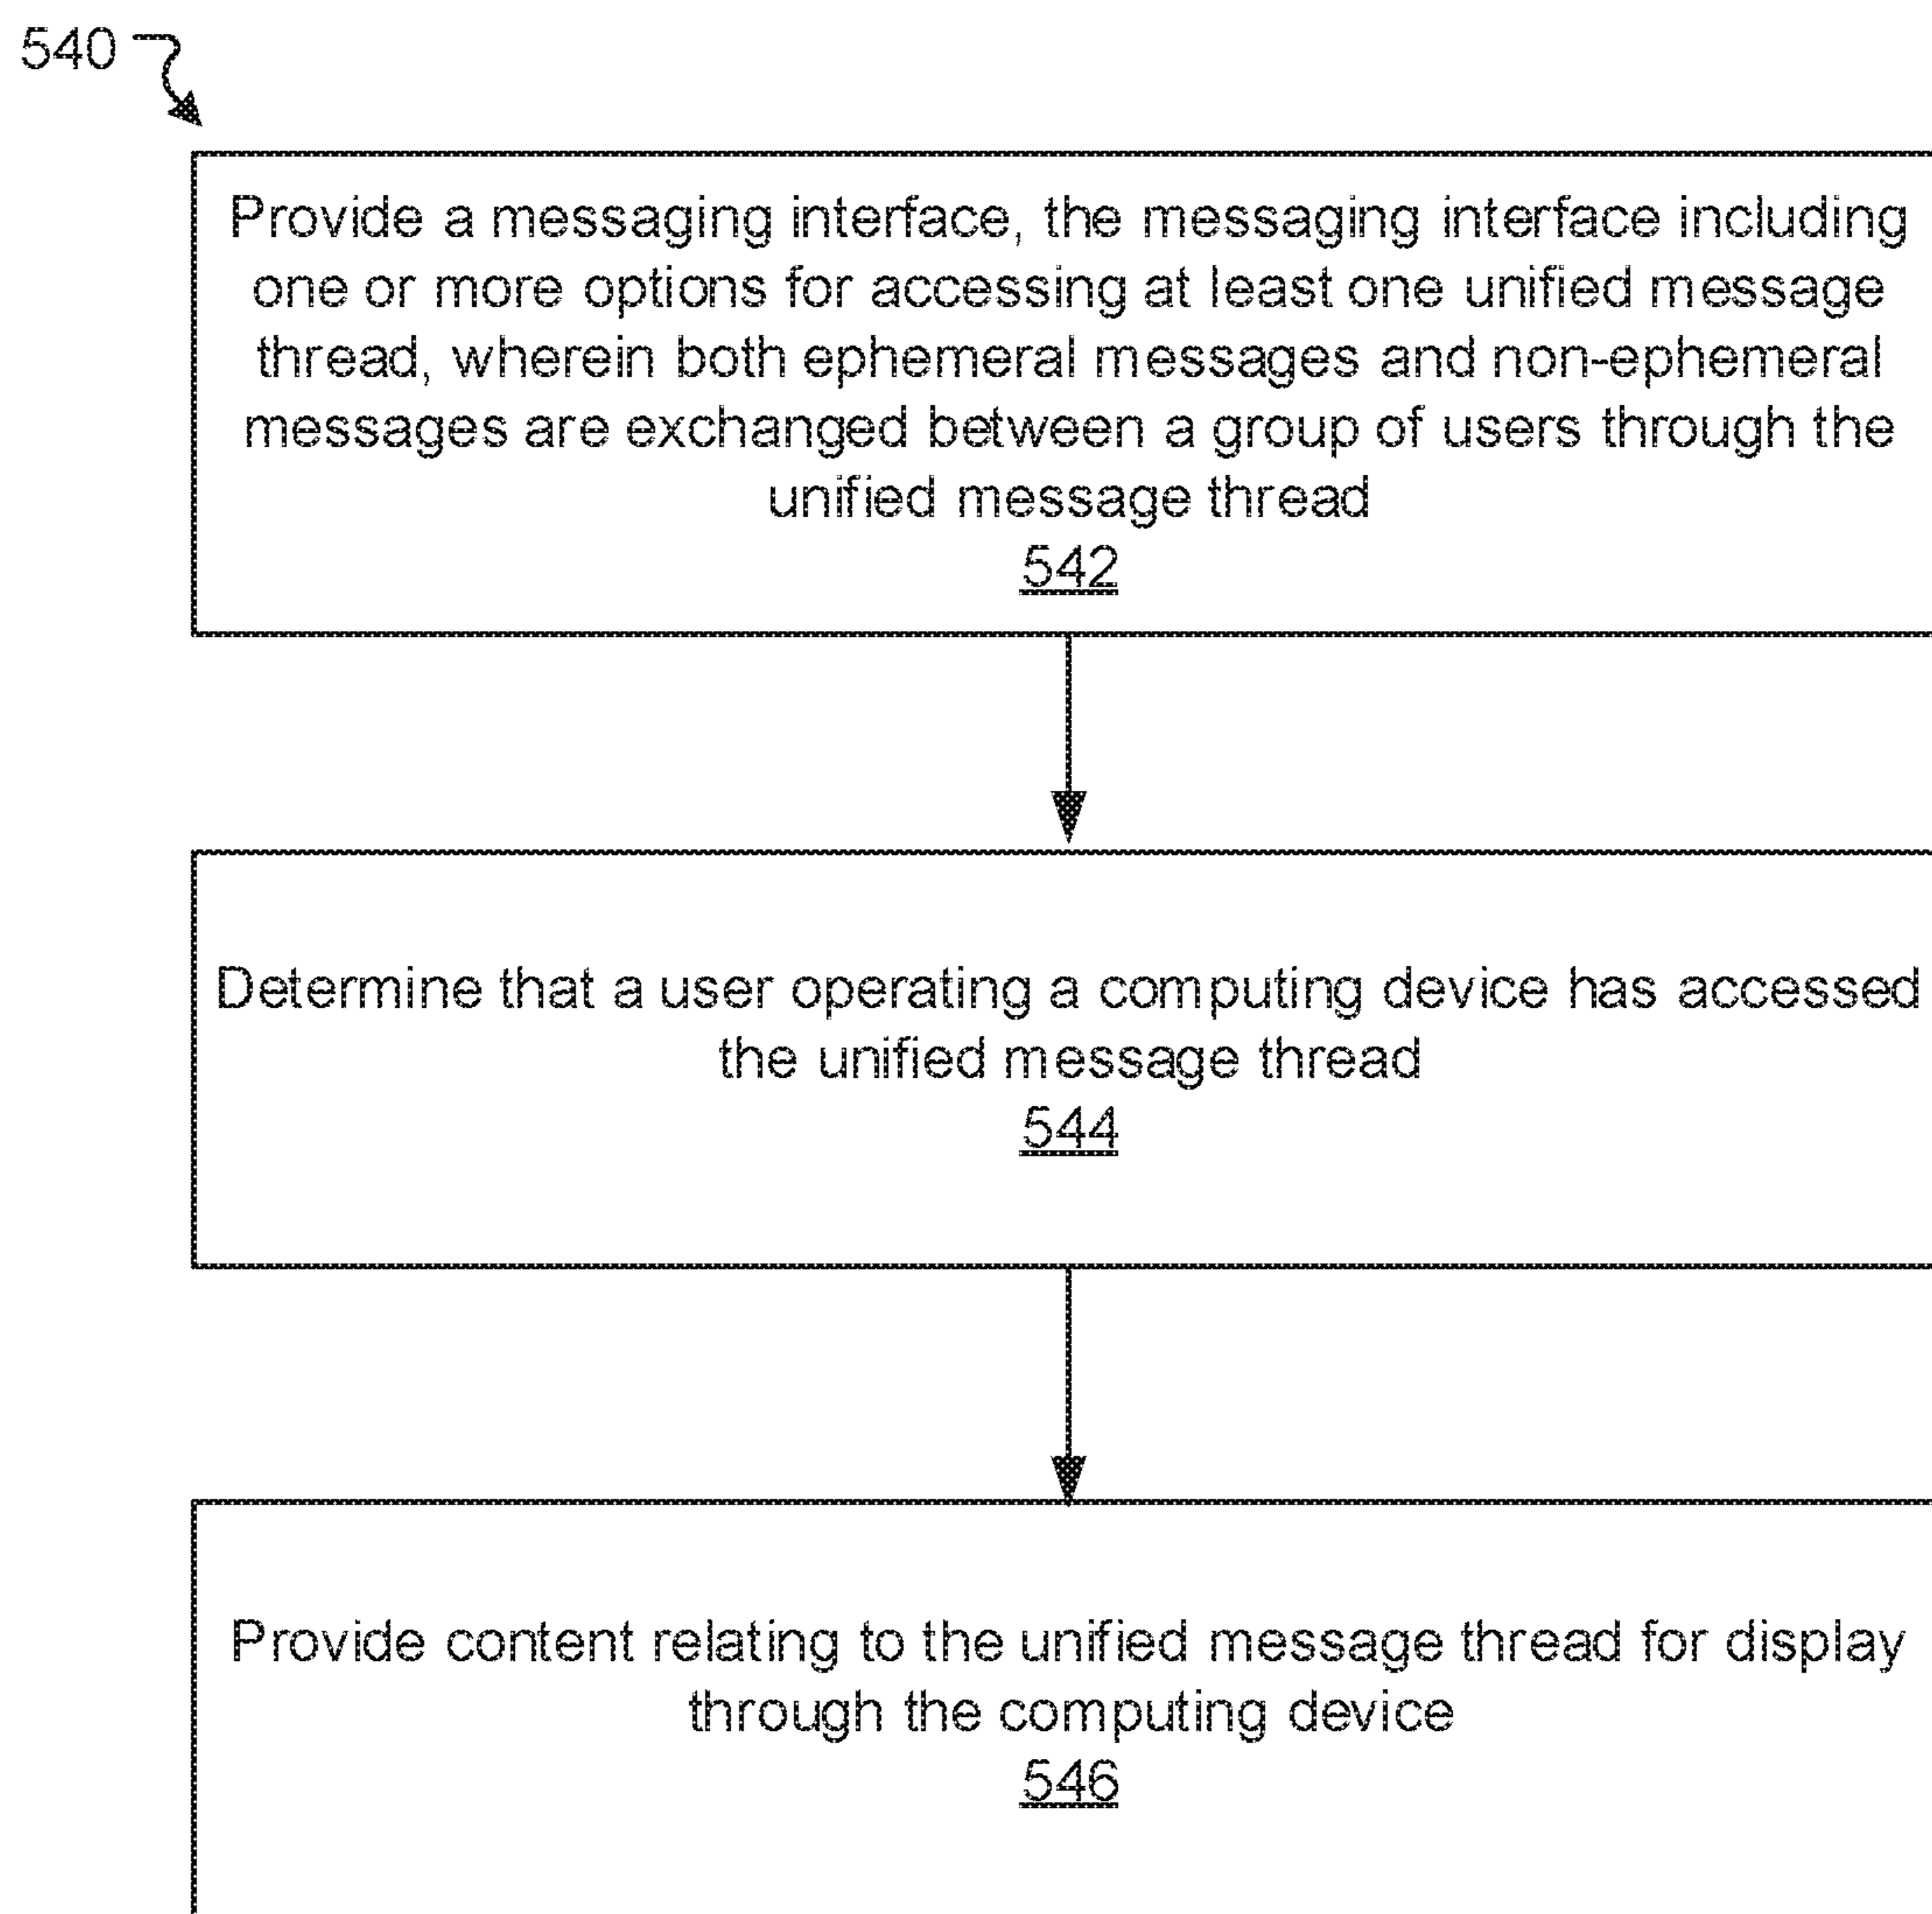 540
Provide a messaging interface, the messaging interface including
one or more options for accessing at least one unified message
thread, wherein both ephemeral messages and non-ephemeral
messages are exchanged between a group of users through the
unified message thread
542
Determine that a user operating a computing device has accessed
the unified message thread
544
Provide content relating to the unified message thread for display
through the computing device
546